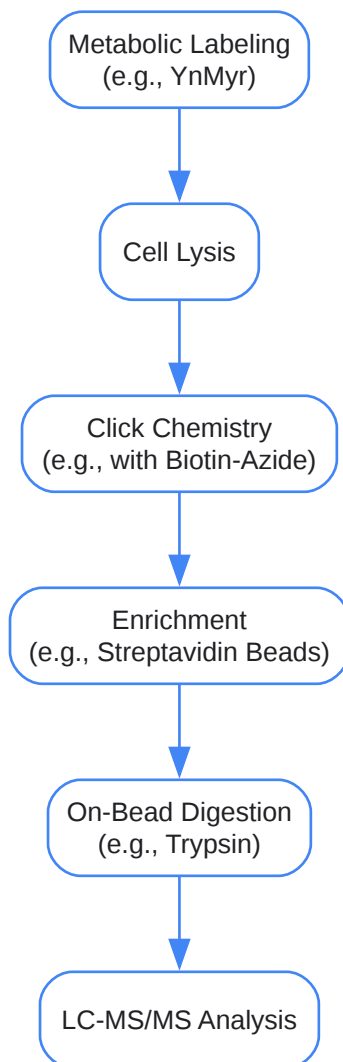 Metabolic Labeling
(e.g., YnMyr)
Cell Lysis
Click Chemistry
(e.g., with Biotin-Azide)
Enrichment
(e.g., Streptavidin Beads)
On-Bead Digestion
(e.g., Trypsin)
LC-MS/MS Analysis